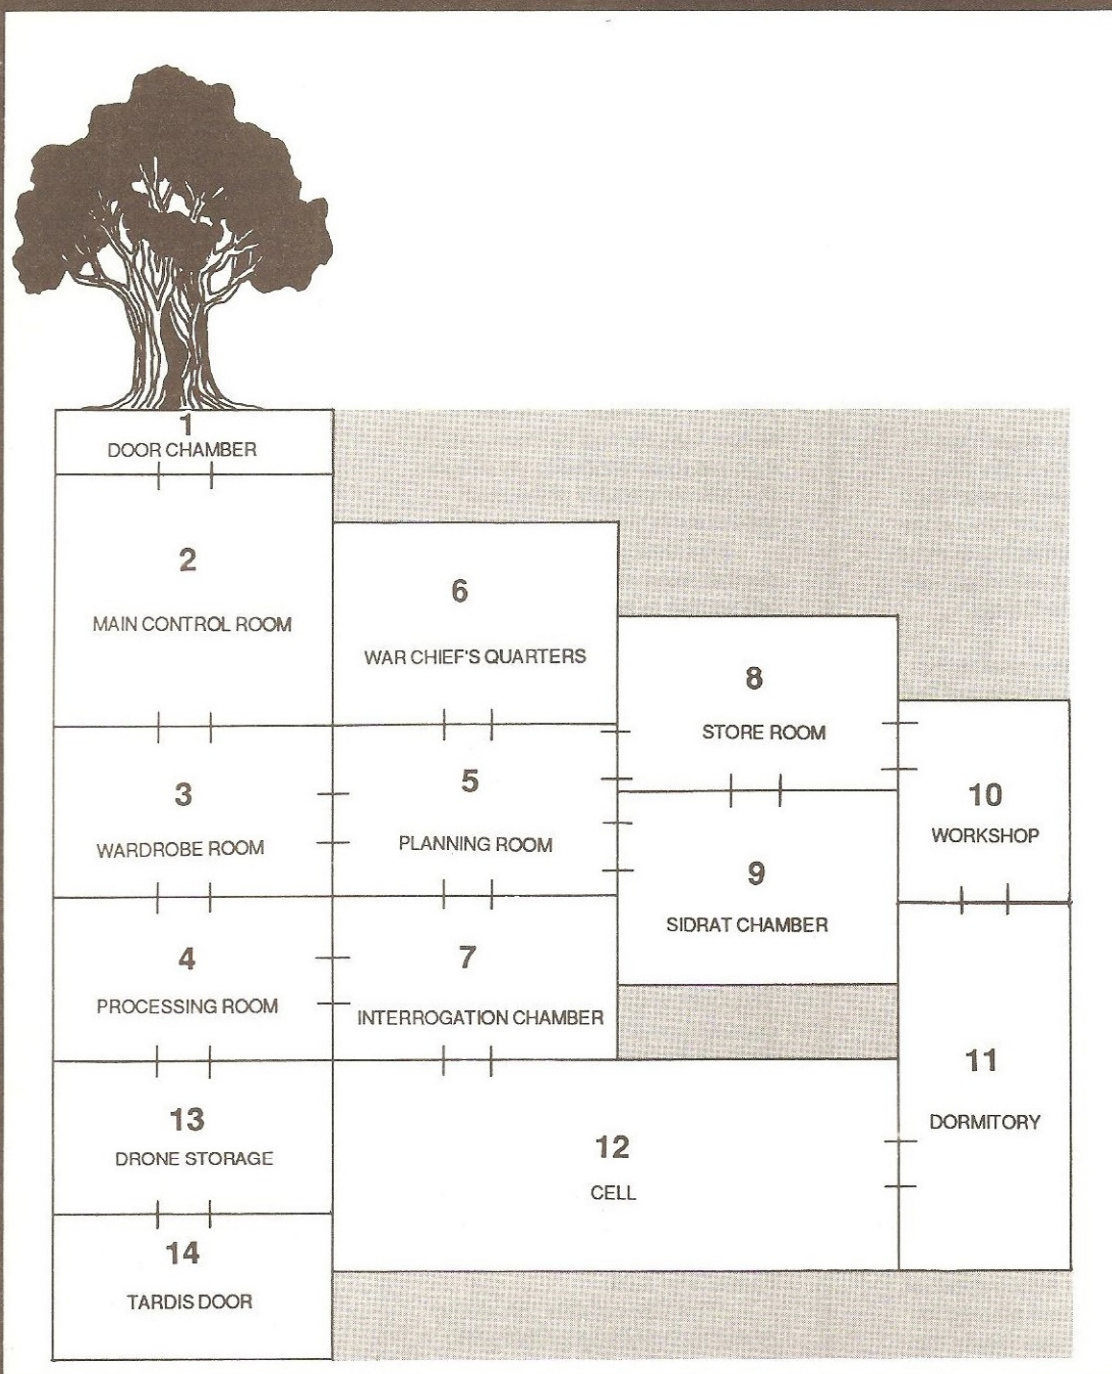 1
DOOR CHAMBER
2
MAIN CONTROL ROOM
6
WAR CHIEF'S QUARTERS
8
STORE ROOM
3
WARDROBE ROOM
5
PLANNING ROOM
10
WORKSHOP
9
SIDRAT CHAMBER
4
PROCESSING ROOM
7
INTERROGATION CHAMBER
11
DORMITORY
13
DRONE STORAGE
12
CELL
14
TARDIS DOOR